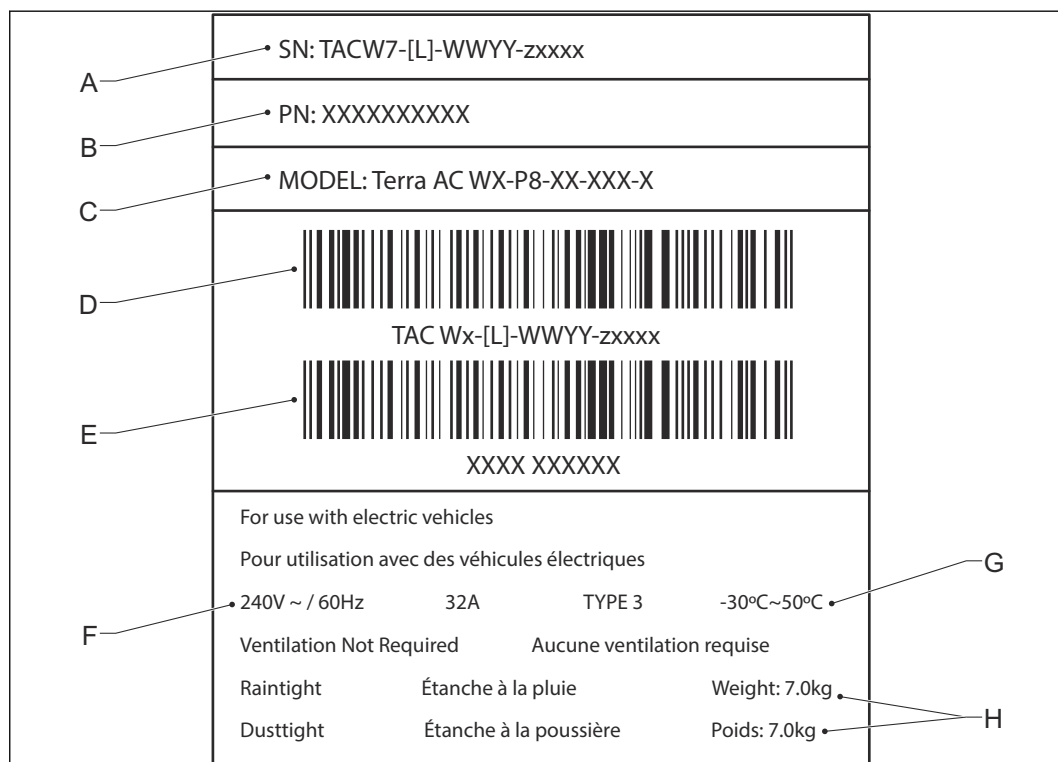 A
SN: TACW7-[L]-WWYY-zxxxx
B
PN: XXXXXXXXXX
C
MODEL: Terra AC WX-P8-XX-XXX-X
D
TAC Wx-[L]-WWYY-zxxxx
E
XXXX XXXXXX
For use with electric vehicles
Pour utilisation avec des véhicules électriques
G
F
240V ~ / 60Hz 32A TYPE 3 -30ºC~50ºC
Ventilation Not Required Aucune ventilation requise
Raintight Étanche à la pluie Weight: 7.0kg
H
Dusttight Étanche à la poussière Poids: 7.0kg